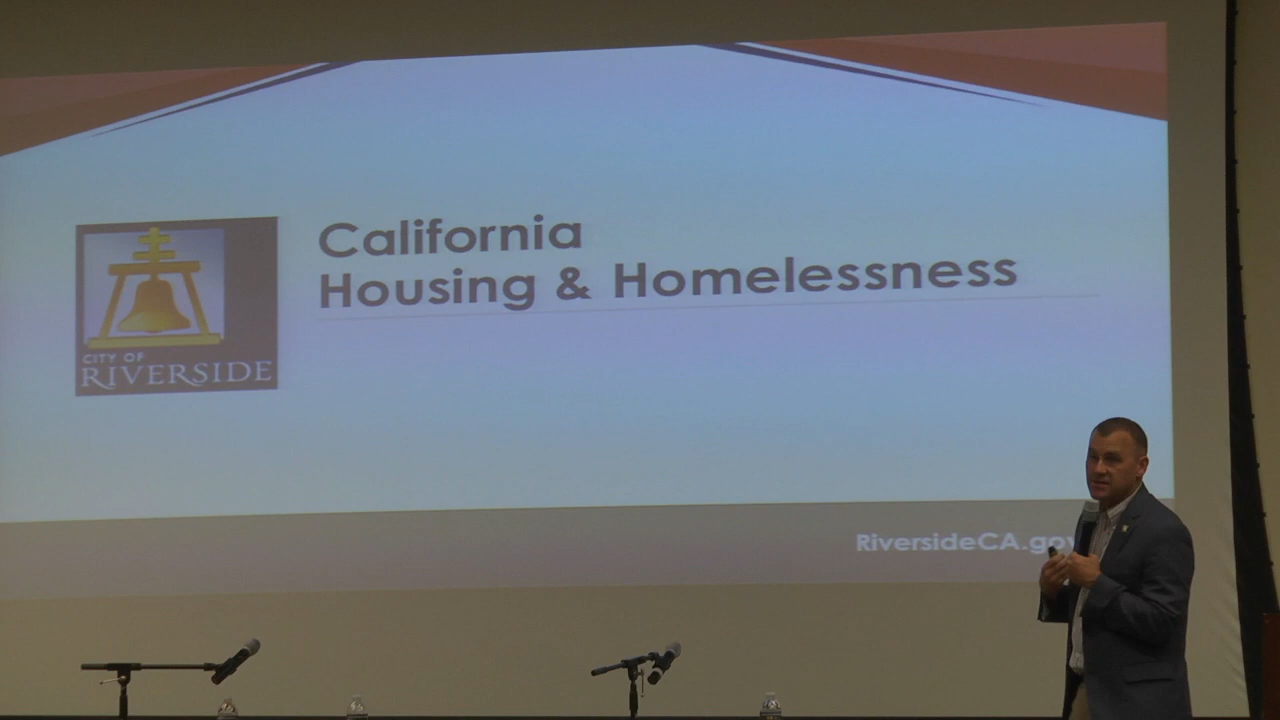 California
Housing & Homelessness
CITY OF
RIVERSIDE
RiversideCA.gov